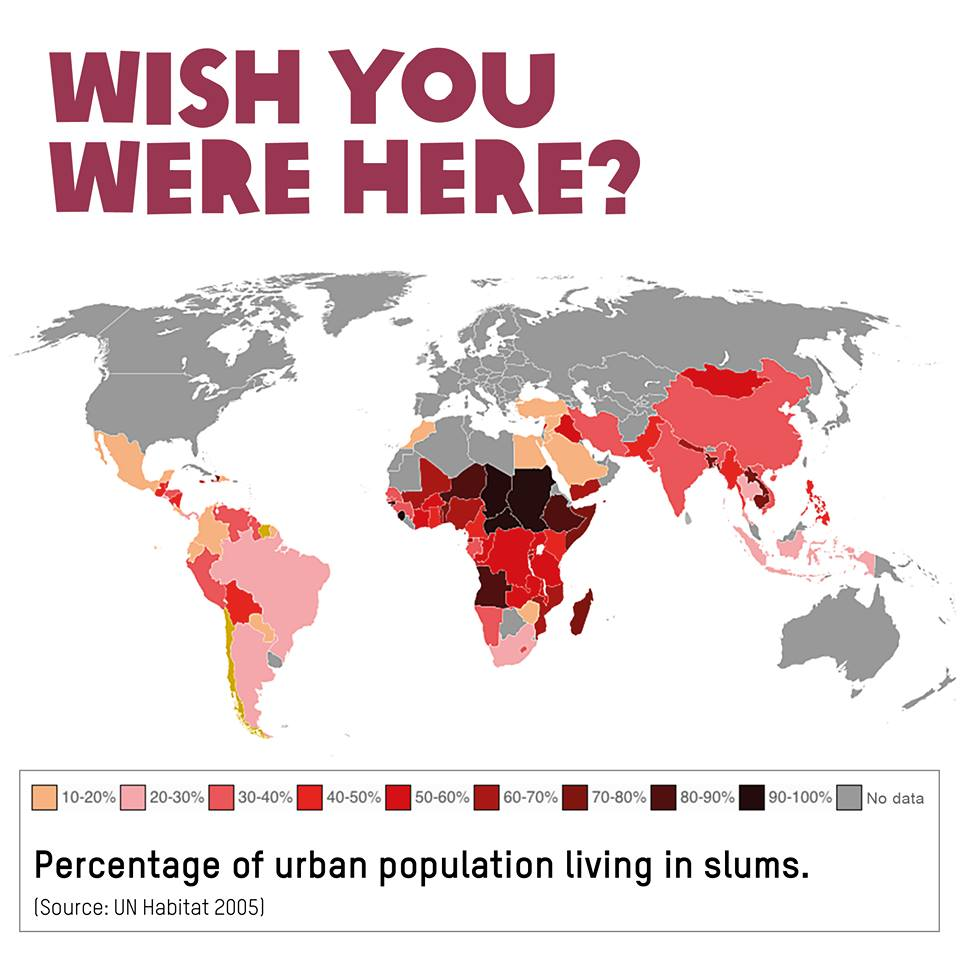 WISH YOU
WERE HERE?
10-20% 20-30% 30-40% 40-50% 50-60% 60-70% 70-80% 80-90% 90-100% No data
Percentage of urban population living in slums.
(Source: UN Habitat 2005)